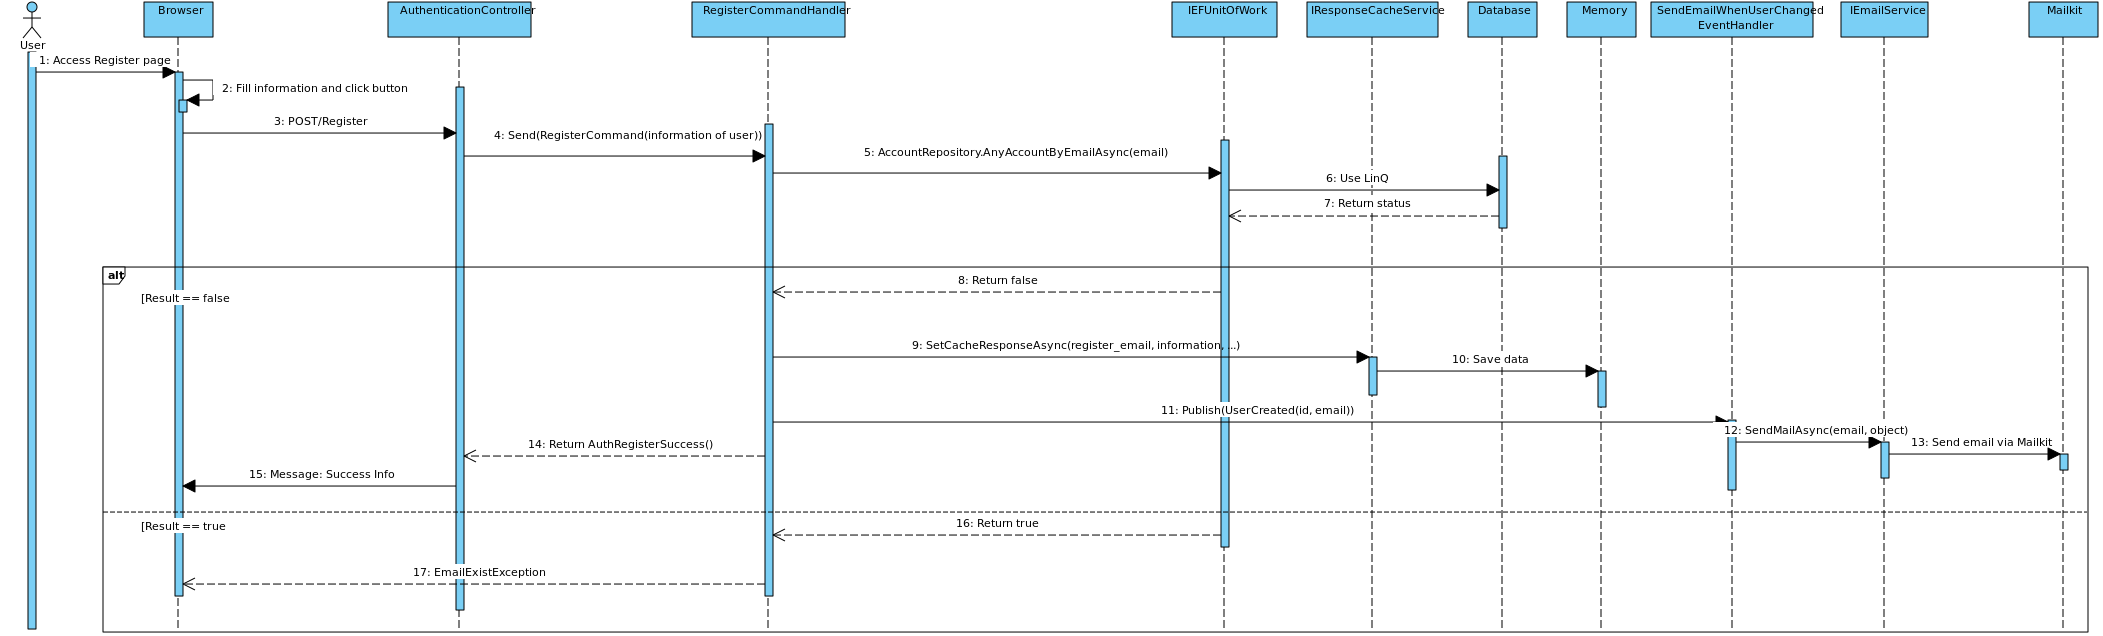 User
Browser
AuthenticationController
RegisterCommandHandler
IEFUnitOfWork
IResponseCacheService
Database
Memory
SendEmailWhenUserChanged
EventHandler
IEmailService
Mailkit
1: Access Register page
2: Fill information and click button
3: POST/Register
4: Send(RegisterCommand(information of user))
5: AccountRepository.AnyAccountByEmailAsync(email)
6: Use LinQ
7: Return status
alt
8: Return false
[Result == false
9: SetCacheResponseAsync(register_email, information, ...)
10: Save data
11: Publish(UserCreated(id, email))
12: SendMailAsync(email, object)
13: Send email via Mailkit
14: Return AuthRegisterSuccess()
15: Message: Success Info
[Result == true
16: Return true
17: EmailExistException